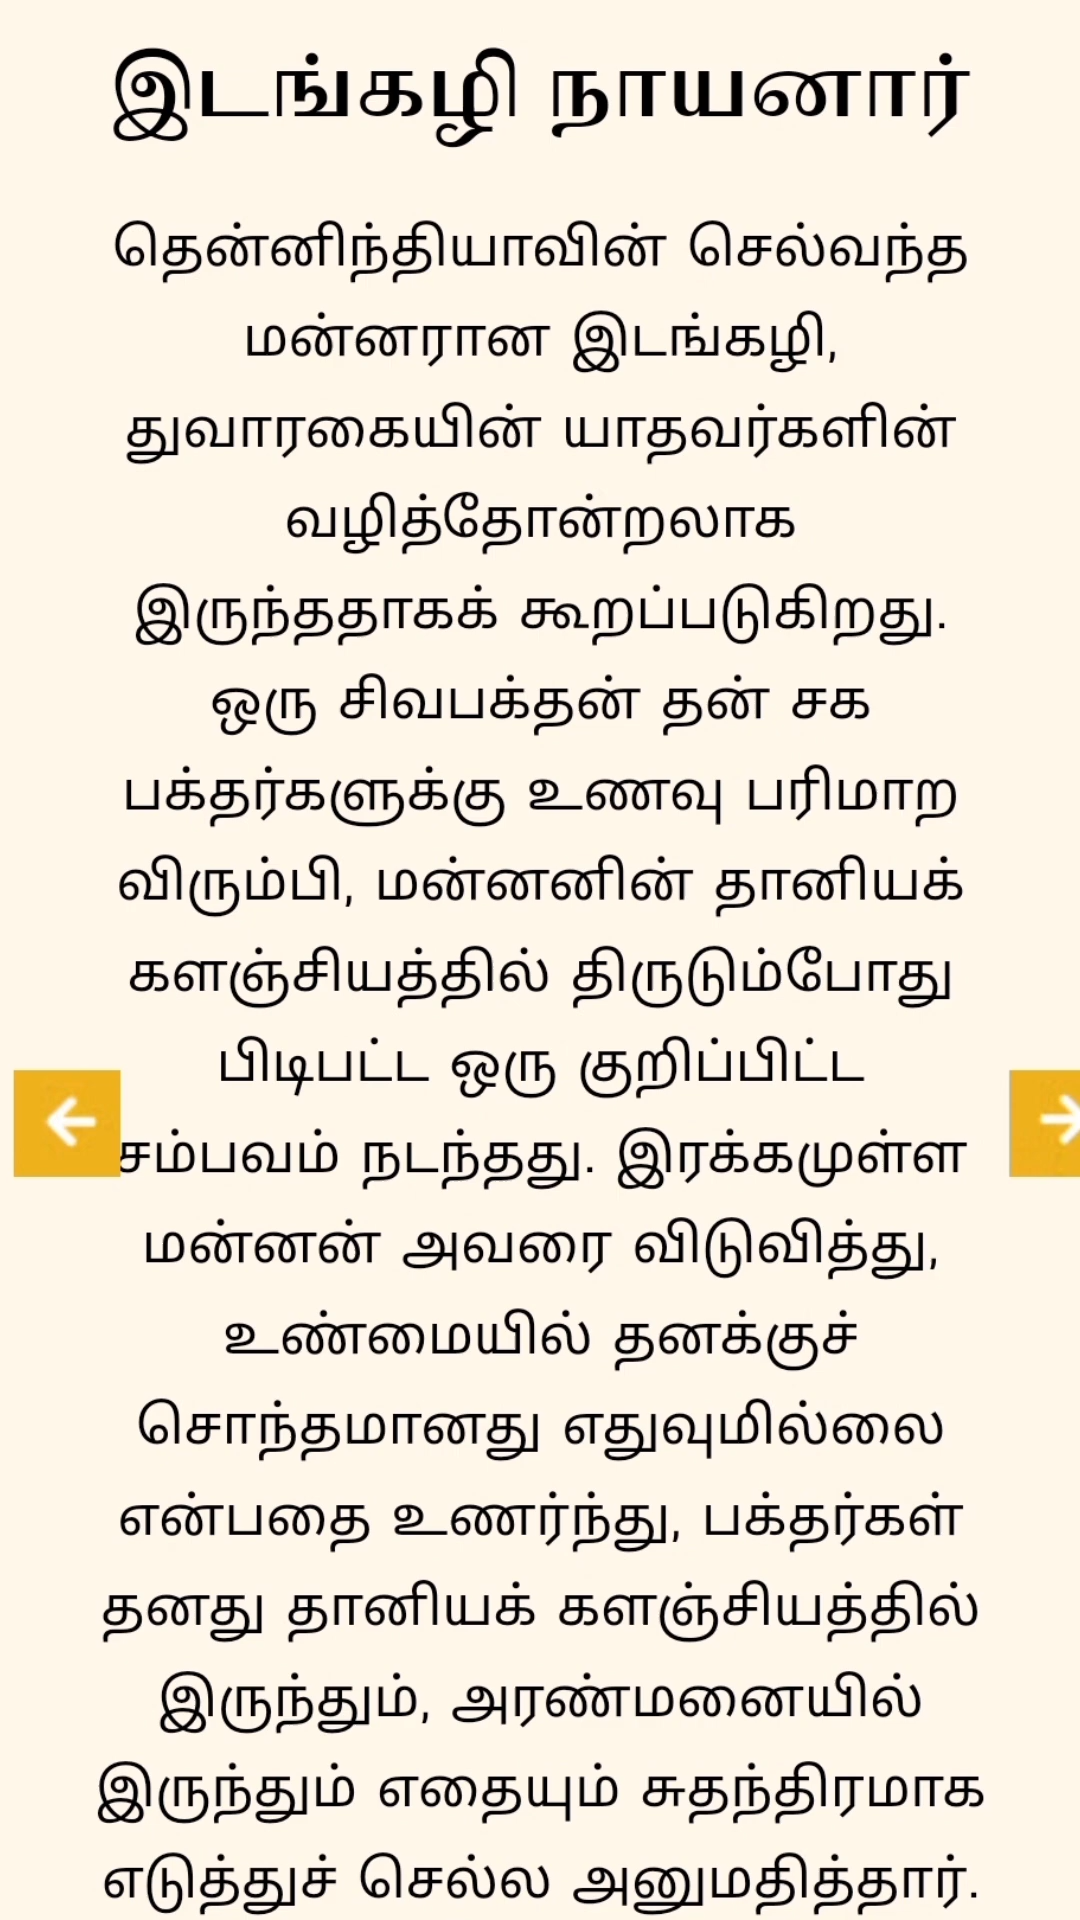 இடங்கழி நாயனார்
தென்னிந்தியாவின் செல்வந்த
மன்னரான இடங்கழி,
துவாரகையின் யாதவர்களின்
வழித்தோன்றலாக
இருந்ததாகக் கூறப்படுகிறது.
ஒரு சிவபக்தன் தன் சக
பக்தர்களுக்கு உணவு பரிமாற
விரும்பி, மன்னனின் தானியக்
களஞ்சியத்தில் திருடும்போது
பிடிபட்ட ஒரு குறிப்பிட்ட
சம்பவம் நடந்தது. இரக்கமுள்ள
மன்னன் அவரை விடுவித்து,
உண்மையில் தனக்குச்
சொந்தமானது எதுவுமில்லை
என்பதை உணர்ந்து, பக்தர்கள்
தனது தானியக் களஞ்சியத்தில்
இருந்தும், அரண்மனையில்
இருந்தும் எதையும் சுதந்திரமாக
எடுத்துச் செல்ல அனுமதித்தார்.